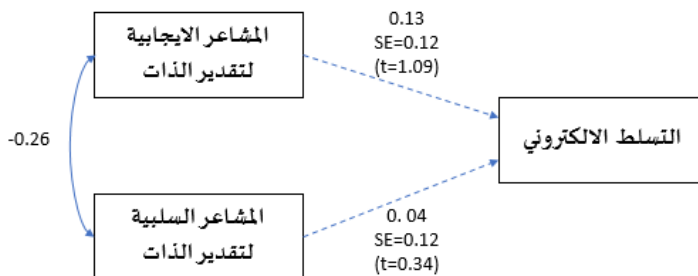 المشاعر الايجابية
لتقدير الذات
0.13
SE=0.12
(t=1.09)
-0.26
التسلط الالكتروني
المشاعر السلبية
لتقدير الذات
0. 04
SE=0.12
(t=0.34)